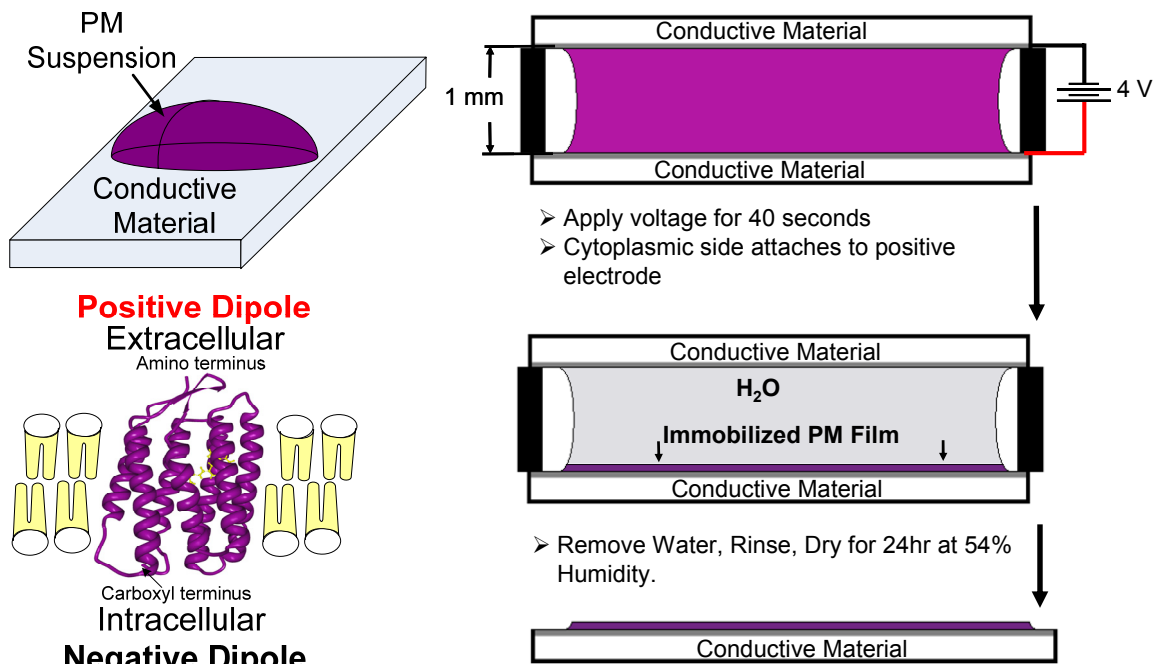 PM
Suspension
Conductive
Material
Positive Dipole
Extracellular
Amino terminus
Carboxyl terminus
Intracellular
Negative Dipole
Conductive Material
1 mm
4 V
Conductive Material
➢ Apply voltage for 40 seconds
➢ Cytoplasmic side attaches to positive
electrode
Conductive Material
H₂O
Immobilized PM Film
Conductive Material
➢ Remove Water, Rinse, Dry for 24hr at 54%
Humidity.
Conductive Material